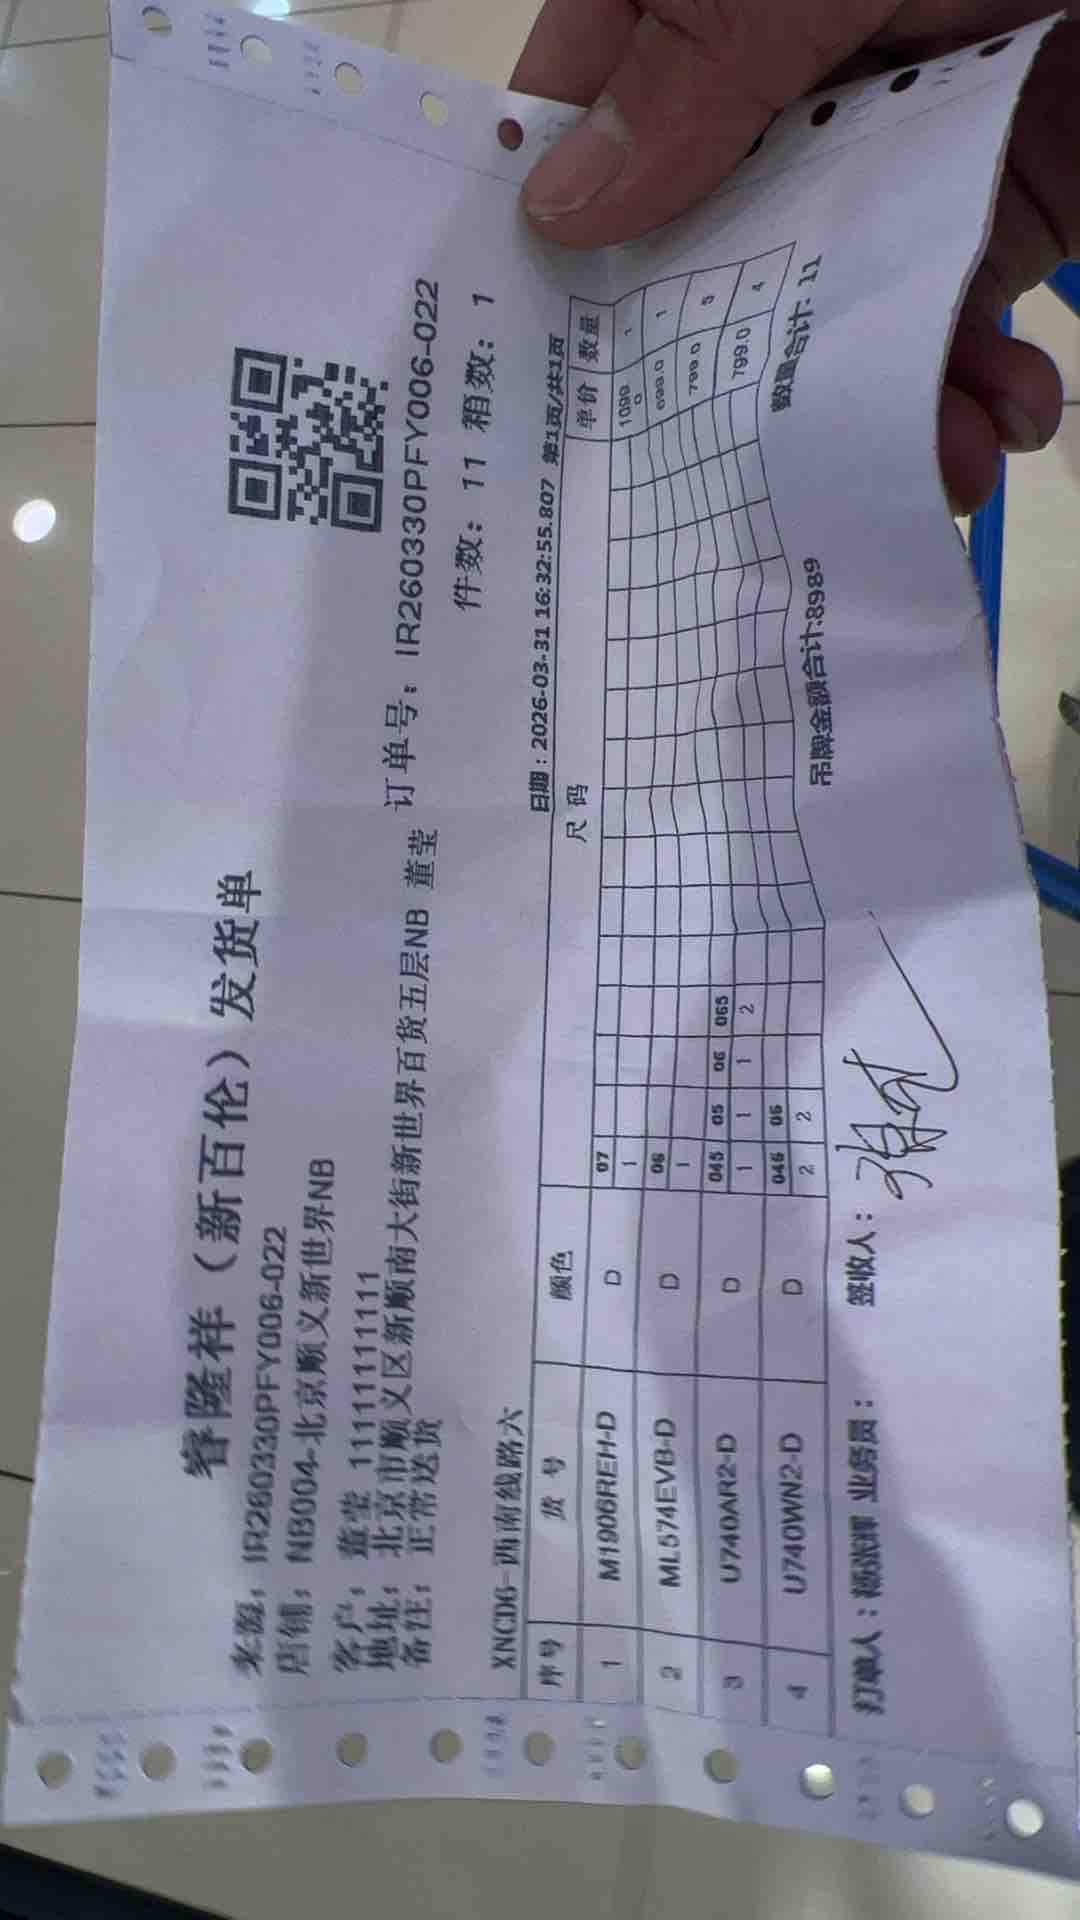 睿隆祥（新百伦）发货单
来源：IR260330PFY006-022
店铺：NB004-北京顺义新世界NB
客户：董莹 11111111111
地址：北京市顺义区新顺南大街新世界百货五层NB 董莹 订单号：IR260330PFY006-022
备注：正常送货 件数：11 箱数：1
XNCD6-西南线路六 日期：2026-03-31 16:32:55.807 第1页/共1页
序号 货号 颜色 尺码 单价 数量
07
1 M1906REH-D D 1 1099.0 1
06
2 ML574EVB-D D 1 699.0 1
045 05 06 065
3 U740AR2-D D 1 1 1 2 799.0 5
045 05
4 U740WN2-D D 2 2 799.0 4
吊牌金额合计:8989 数量合计: 11
打单人： 业务员： 签收人：